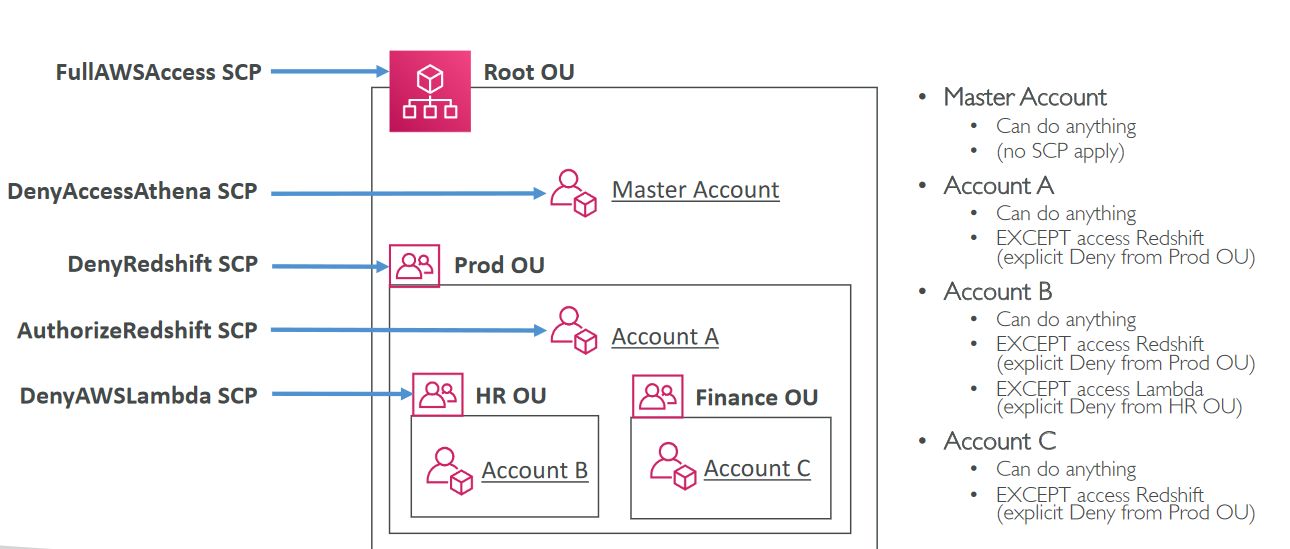 FullAWSAccess SCP
Root OU
DenyAccessAthena SCP
Master Account
DenyRedshift SCP
Prod OU
AuthorizeRedshift SCP
Account A
DenyAWSLambda SCP
HR OU
Finance OU
Account B
Account C
• Master Account
• Can do anything
• (no SCP apply)
• Account A
• Can do anything
• EXCEPT access Redshift
(explicit Deny from Prod OU)
• Account B
• Can do anything
• EXCEPT access Redshift
(explicit Deny from Prod OU)
• EXCEPT access Lambda
(explicit Deny from HR OU)
• Account C
• Can do anything
• EXCEPT access Redshift
(explicit Deny from Prod OU)